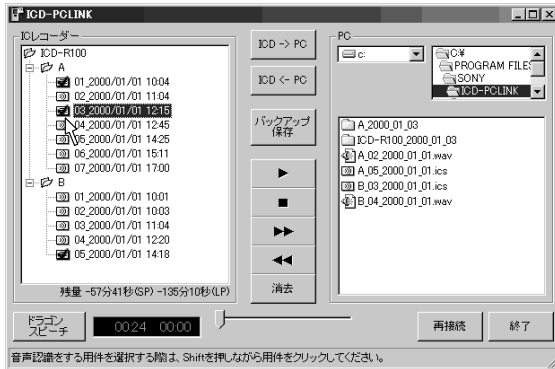 ICD-PCLINK
ICレコーダー
ICD-R100
A
01_2000/01/01 10:04
02_2000/01/01 11:04
03_2000/01/01 12:15
04_2000/01/01 12:45
05_2000/01/01 14:25
06_2000/01/01 15:11
07_2000/01/01 17:00
B
01_2000/01/01 10:01
02_2000/01/01 10:03
03_2000/01/01 11:04
04_2000/01/01 12:20
05_2000/01/01 14:18
残量 -57分41秒(SP) -135分10秒(LP)
ICD -> PC
ICD <- PC
バックアップ
保存
消去
PC
c:
C:¥
PROGRAM FILES
SONY
ICD-PCLINK
A_2000_01_03
ICD-R100_2000_01_03
A_02_2000_01_01.wav
A_05_2000_01_01.ics
B_03_2000_01_01.ics
B_04_2000_01_01.wav
ドラゴン
スピーチ
00:24 00:00
再接続
終了
音声認識をする用件を選択する際は、Shiftを押しながら用件をクリックしてください。